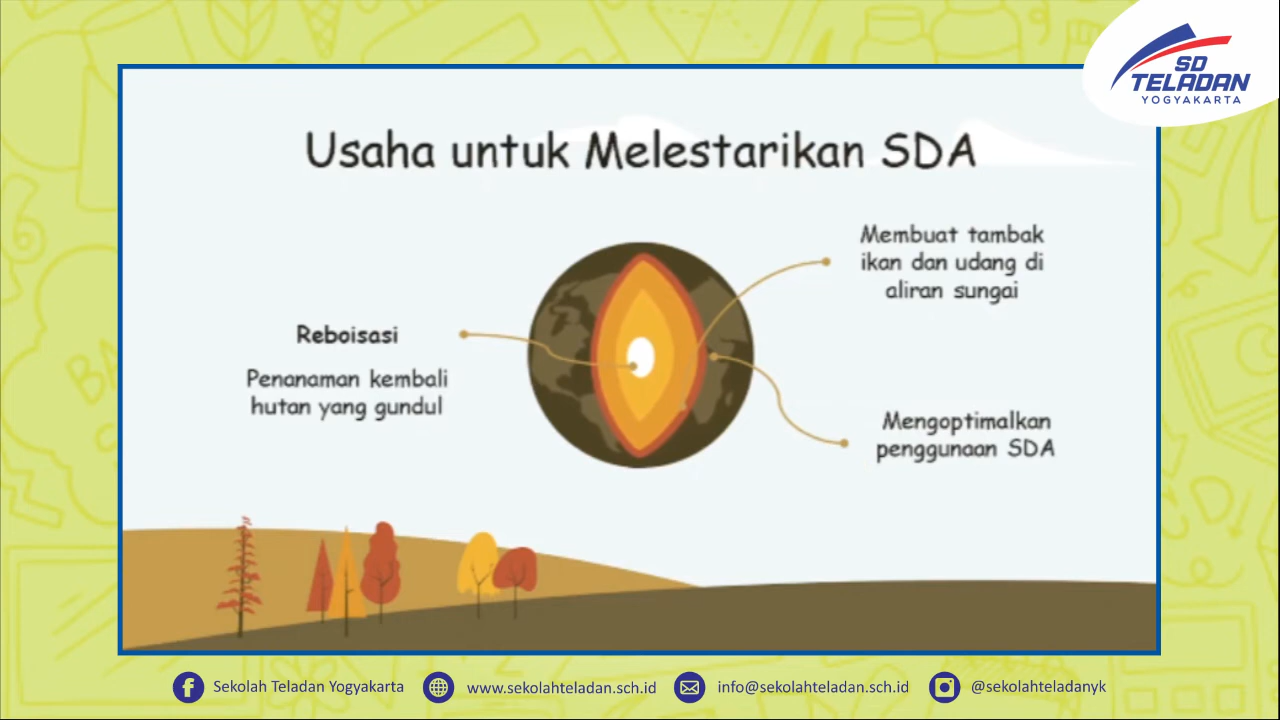 SD
TELADAN
YOGYAKARTA
Usaha untuk Melestarikan SDA
Membuat tambak
ikan dan udang di
aliran sungai
Reboisasi
Penanaman kembali
hutan yang gundul
Mengoptimalkan
penggunaan SDA
Sekolah Teladan Yogyakarta
www.sekolahteladan.sch.id
info@sekolahteladan.sch.id
@sekolahteladanyk